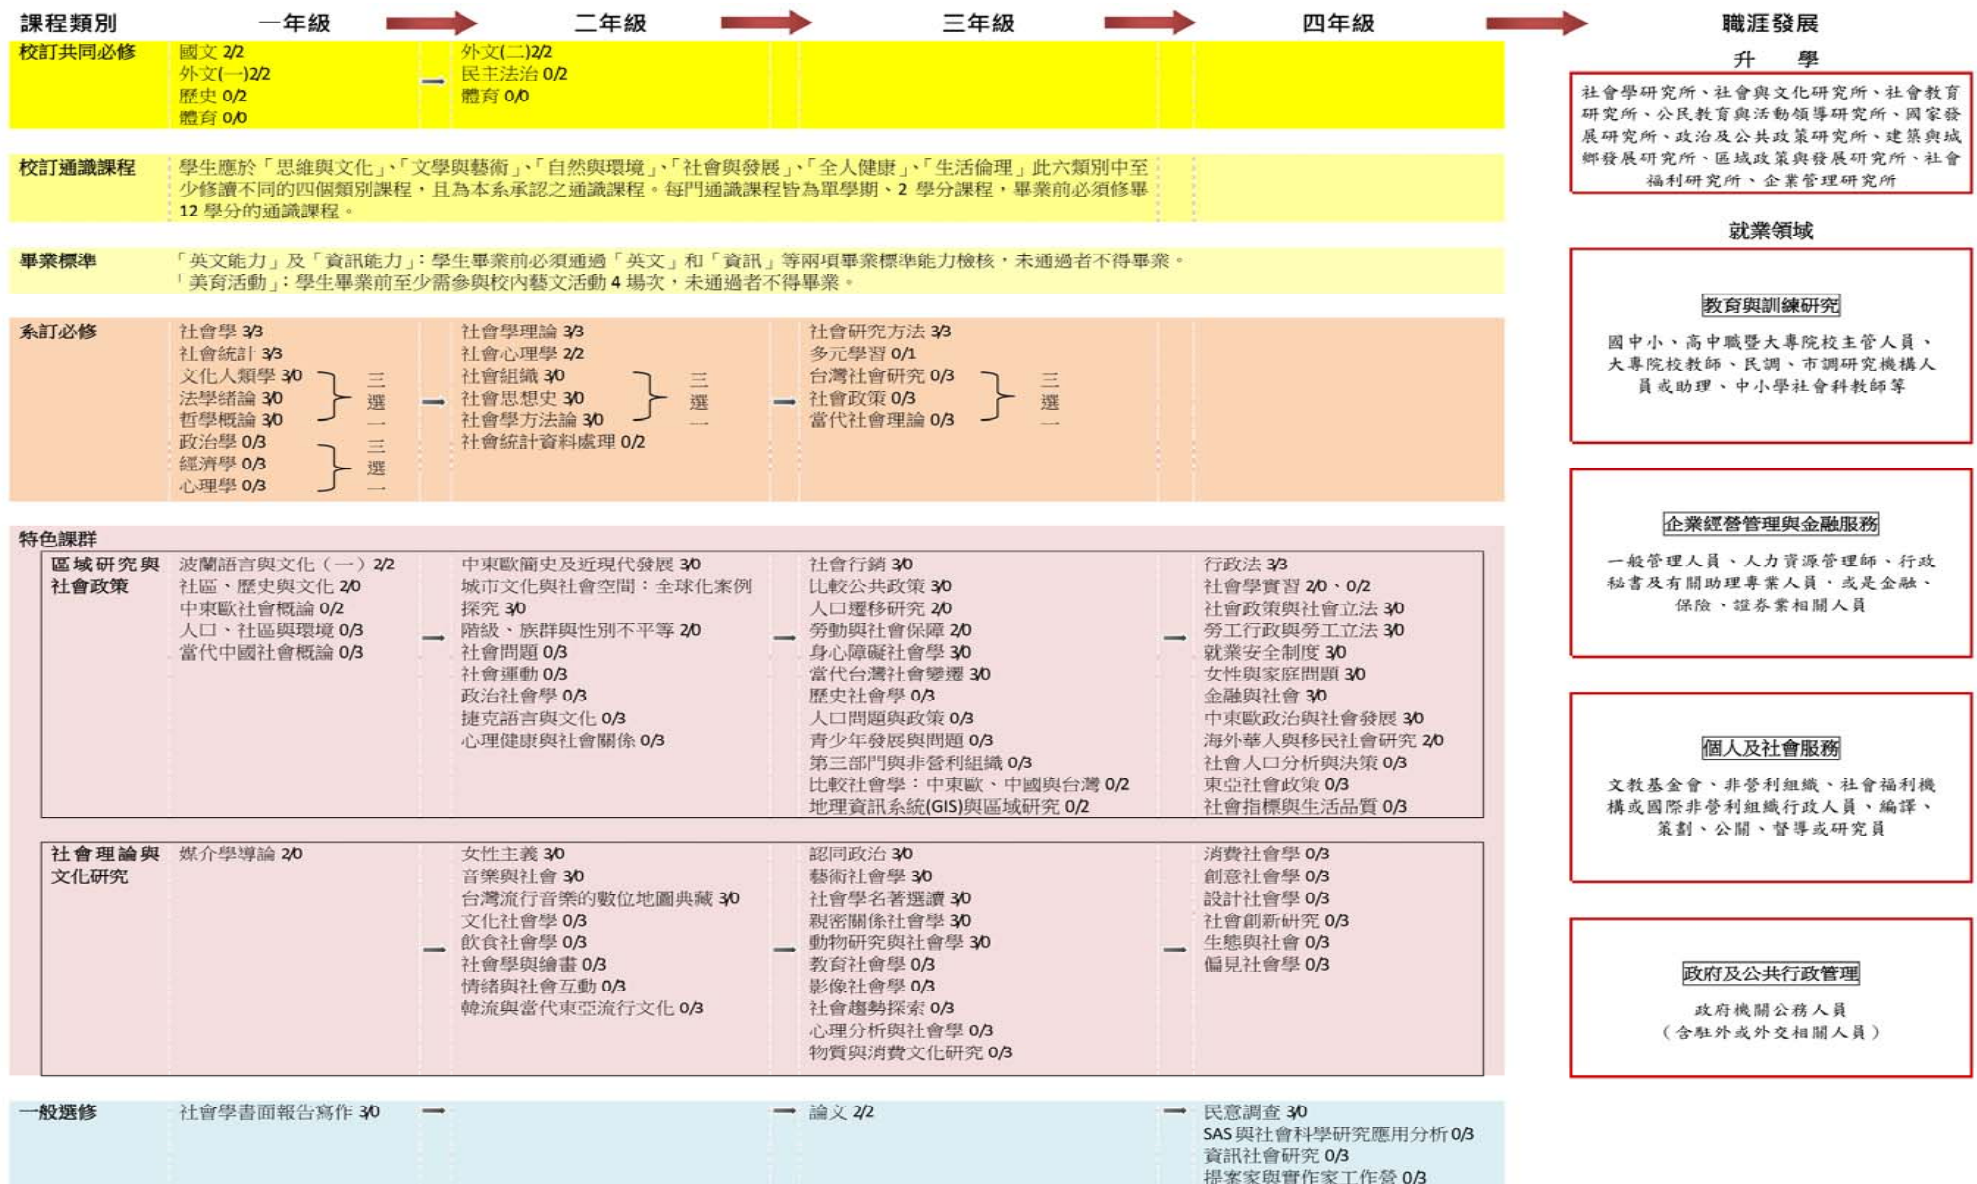 課程類別 一年級 二年級 三年級 四年級 職涯發展
校訂共同必修
國文 2/2
外文(一)2/2
歷史 0/2
體育 0/0
外文(二)2/2
民主法治 0/2
體育 0/0
校訂通識課程
學生應於「思維與文化」、「文學與藝術」、「自然與環境」、「社會與發展」、「全人健康」、「生活倫理」此六類別中至
少修讀不同的四個類別課程，且為本系承認之通識課程。每門通識課程皆為單學期、2 學分課程，畢業前必須修畢
12 學分的通識課程。
畢業標準
「英文能力」及「資訊能力」：學生畢業前必須通過「英文」和「資訊」等兩項畢業標準能力檢核，未通過者不得畢業。
「美育活動」：學生畢業前至少需參與校內藝文活動 4 場次，未通過者不得畢業。
系訂必修
社會學 3/3
社會統計 3/3
文化人類學 3/0
法學緒論 3/0
哲學概論 3/0
三
選
一
政治學 0/3
經濟學 0/3
心理學 0/3
三
選
一
社會學理論 3/3
社會心理學 2/2
社會組織 3/0
社會思想史 3/0
社會學方法論 3/0
三
選
一
社會統計資料處理 0/2
社會研究方法 3/3
多元學習 0/1
台灣社會研究 0/3
社會政策 0/3
當代社會理論 0/3
三
選
一
特色課群
區域研究與
社會政策
波蘭語言與文化（一）2/2
社區、歷史與文化 2/0
中東歐社會概論 0/2
人口、社區與環境 0/3
當代中國社會概論 0/3
中東歐簡史及近現代發展 3/0
城市文化與社會空間：全球化案例
探究 3/0
階級、族群與性別不平等 2/0
社會問題 0/3
社會運動 0/3
政治社會學 0/3
捷克語言與文化 0/3
心理健康與社會關係 0/3
社會行銷 3/0
比較公共政策 3/0
人口遷移研究 2/0
勞動與社會保障 2/0
身心障礙社會學 3/0
當代台灣社會變遷 3/0
歷史社會學 0/3
人口問題與政策 0/3
青少年發展與問題 0/3
第三部門與非營利組織 0/3
比較社會學：中東歐、中國與台灣 0/2
地理資訊系統(GIS)與區域研究 0/2
行政法 3/3
社會學實習 2/0、0/2
社會政策與社會立法 3/0
勞工行政與勞工立法 3/0
就業安全制度 3/0
女性與家庭問題 3/0
金融與社會 3/0
中東歐政治與社會發展 3/0
海外華人與移民社會研究 2/0
社會人口分析與決策 0/3
東亞社會政策 0/3
社會指標與生活品質 0/3
社會理論與
文化研究
媒介學導論 2/0
女性主義 3/0
音樂與社會 3/0
台灣流行音樂的數位地圖典藏 3/0
文化社會學 0/3
飲食社會學 0/3
社會學與繪畫 0/3
情緒與社會互動 0/3
韓流與當代東亞流行文化 0/3
認同政治 3/0
藝術社會學 3/0
社會學名著選讀 3/0
親密關係社會學 3/0
動物研究與社會學 3/0
教育社會學 0/3
影像社會學 0/3
社會趨勢探索 0/3
心理分析與社會學 0/3
物質與消費文化研究 0/3
消費社會學 0/3
創意社會學 0/3
設計社會學 0/3
社會創新研究 0/3
生態與社會 0/3
偏見社會學 0/3
一般選修
社會學書面報告寫作 3/0
論文 2/2
民意調查 3/0
SAS 與社會科學研究應用分析 0/3
資訊社會研究 0/3
提案家與實作家工作營 0/3
升 學
社會學研究所、社會與文化研究所、社會教育
研究所、公民教育與活動領導研究所、國家發
展研究所、政治及公共政策研究所、建築與城
鄉發展研究所、區域政策與發展研究所、社會
福利研究所、企業管理研究所
就業領域
教育與訓練研究
國中小、高中職暨大專院校主管人員、
大專院校教師、民調、市調研究機構人
員或助理、中小學社會科教師等
企業經營管理與金融服務
一般管理人員、人力資源管理師、行政
秘書及有關助理專業人員，或是金融、
保險、證券業相關人員
個人及社會服務
文教基金會、非營利組織、社會福利機
構或國際非營利組織行政人員、編譯、
策劃、公關、督導或研究員
政府及公共行政管理
政府機關公務人員
（含駐外或外交相關人員）